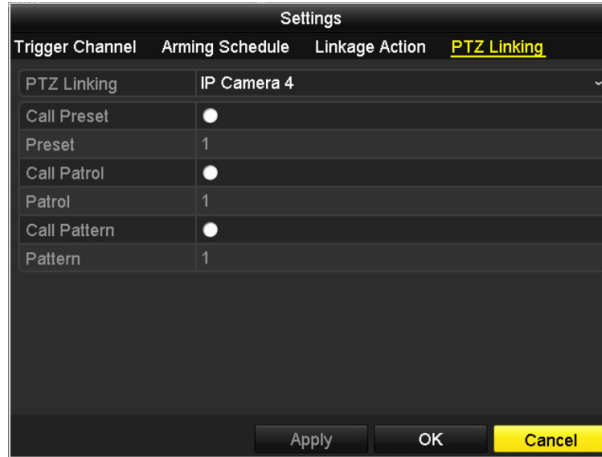 Settings
Trigger Channel Arming Schedule Linkage Action PTZ Linking
PTZ Linking IP Camera 4
Call Preset
Preset 1
Call Patrol
Patrol 1
Call Pattern
Pattern 1
Apply OK Cancel